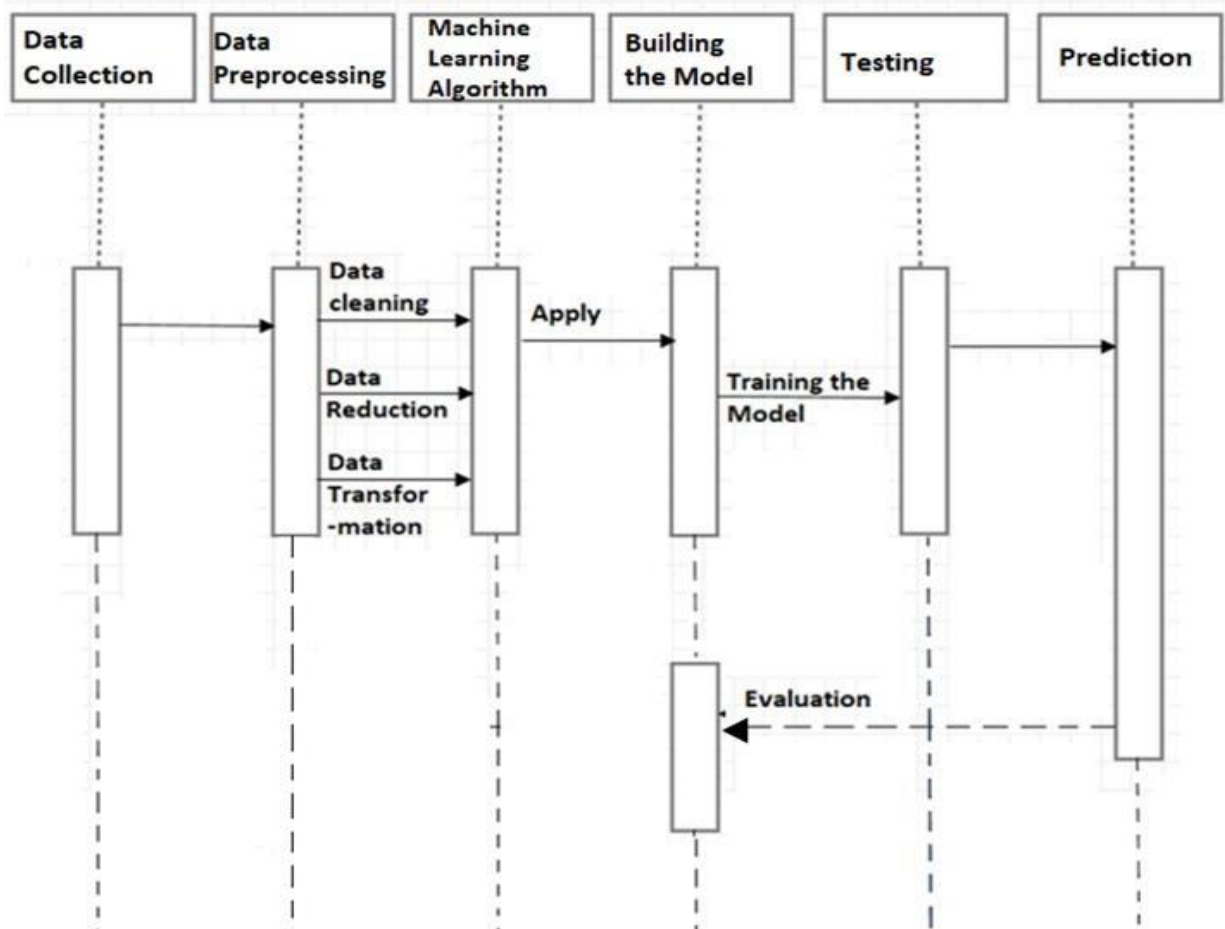 Data
Collection
Data
Preprocessing
Machine
Learning
Algorithm
Building
the Model
Testing
Prediction
Data
cleaning
Apply
Data
Reduction
Training the
Model
Data
Transfor
-mation
Evaluation